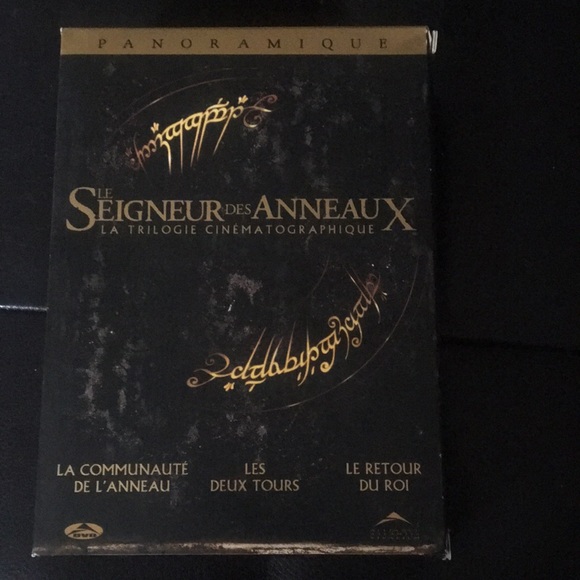 PANORAMIQUE
LE
SEIGNEUR DES ANNEAUX
LA TRILOGIE CINÉMATOGRAPHIQUE
LA COMMUNAUTÉ
DE L'ANNEAU
LES
DEUX TOURS
LE RETOUR
DU ROI
DVD